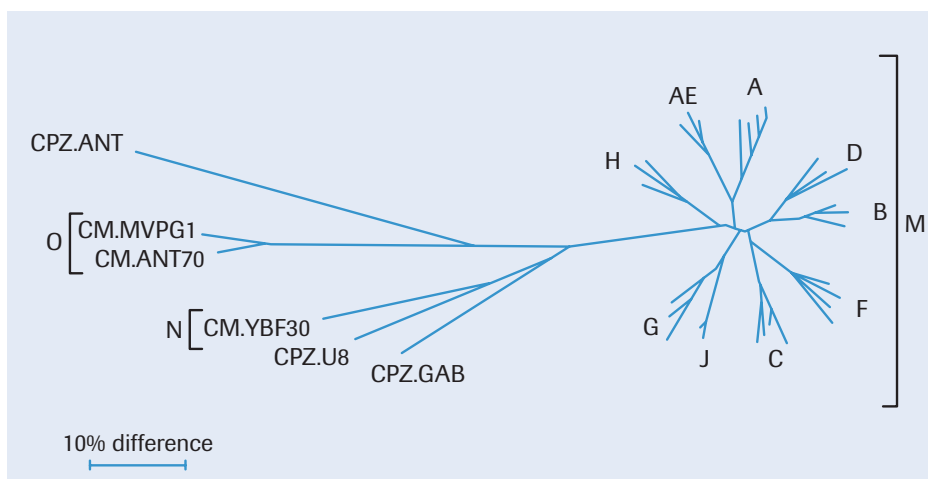 A
AE
CPZ.ANT
D
H
B
CM.MVPG1
M
O
CM.ANT70
F
N CM.YBF30
G
CPZ.U8
J
C
CPZ.GAB
10% difference